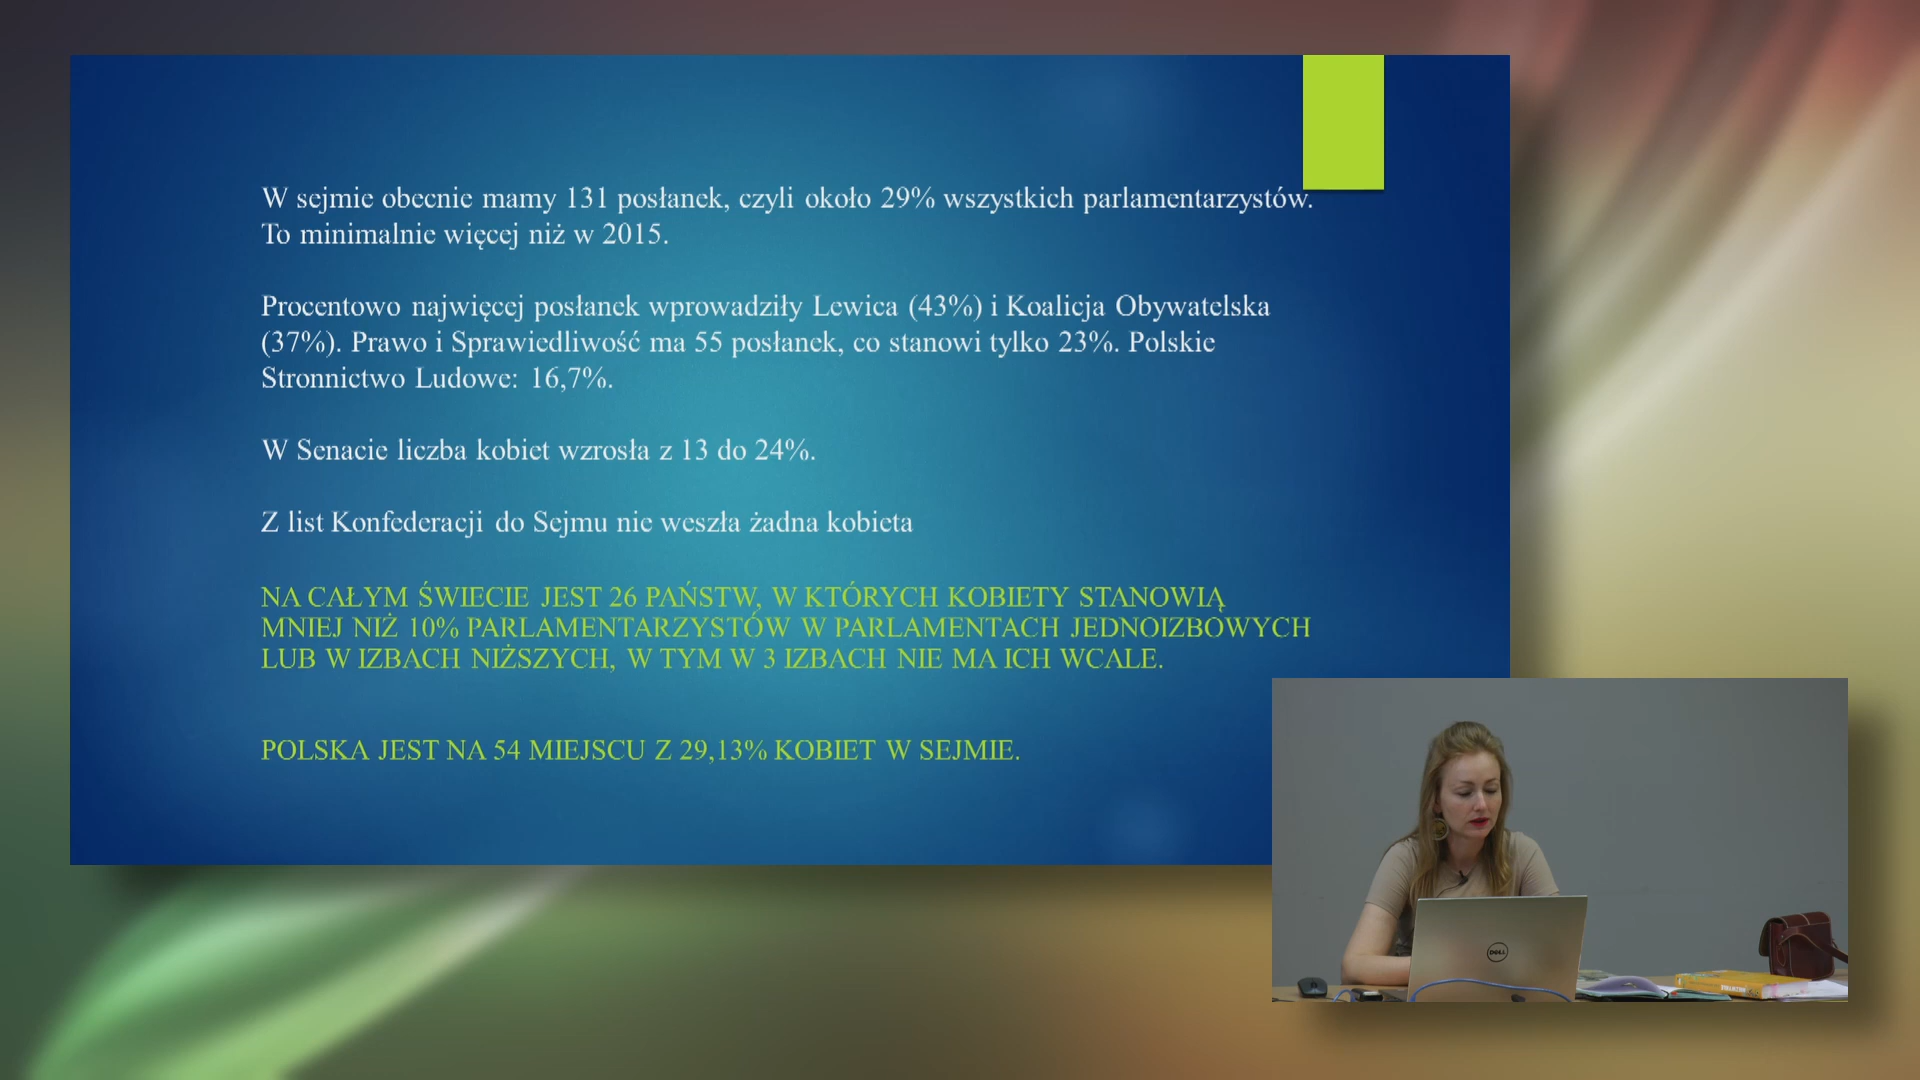 W sejmie obecnie mamy 131 posłanek, czyli około 29% wszystkich parlamentarzystów.
To minimalnie więcej niż w 2015.
Procentowo najwięcej posłanek wprowadziły Lewica (43%) i Koalicja Obywatelska
(37%). Prawo i Sprawiedliwość ma 55 posłanek, co stanowi tylko 23%. Polskie
Stronnictwo Ludowe: 16,7%.
W Senacie liczba kobiet wzrosła z 13 do 24%.
Z list Konfederacji do Sejmu nie weszła żadna kobieta
NA CAŁYM ŚWIECIE JEST 26 PAŃSTW, W KTÓRYCH KOBIETY STANOWIĄ
MNIEJ NIŻ 10% PARLAMENTARZYSTÓW W PARLAMENTACH JEDNOIZBOWYCH
LUB W IZBACH NIŻSZYCH, W TYM W 3 IZBACH NIE MA ICH WCALE.
POLSKA JEST NA 54 MIEJSCU Z 29,13% KOBIET W SEJMIE.
DELL